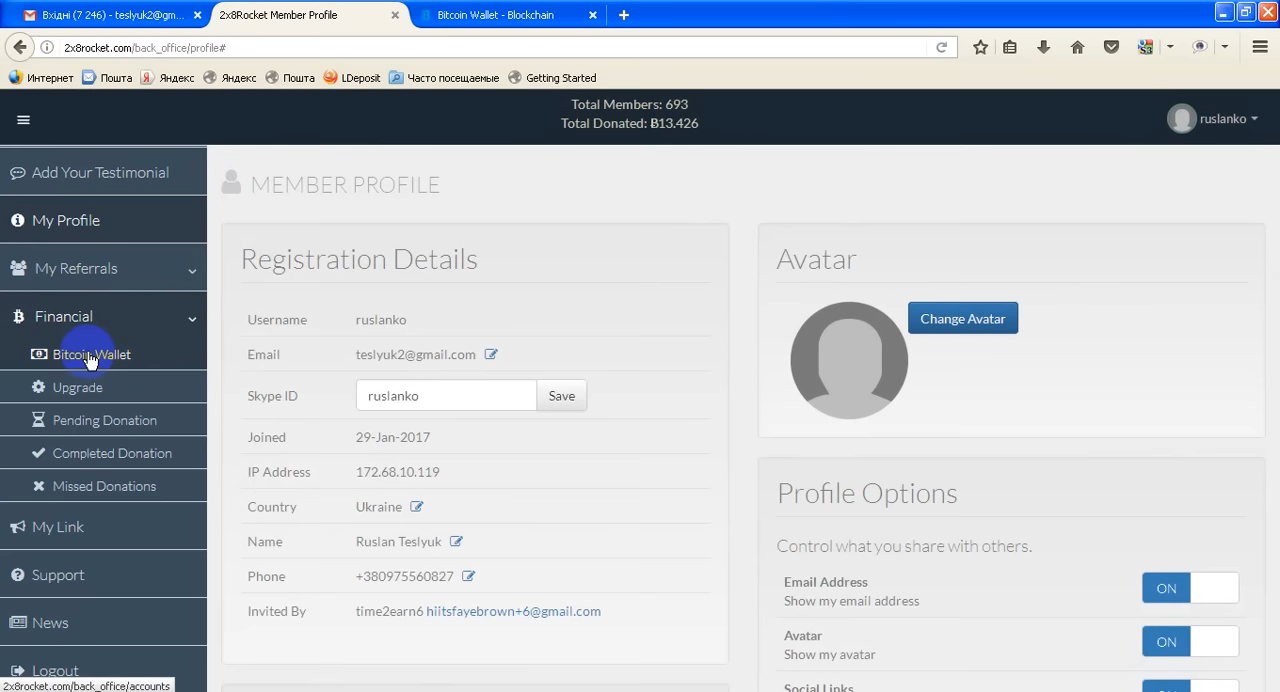 Вхідні (7 246) - teslyuk2@gm...
2x8Rocket Member Profile
Bitcoin Wallet - Blockchain
2x8rocket.com/back_office/profile#
Интернет
Почта
Яндекс
Яндекс
Почта
LDeposit
Часто посещаемые
Getting Started
Total Members: 693
Total Donated: Ƀ13.426
ruslanko
Add Your Testimonial
My Profile
My Referrals
Financial
Bitcoin Wallet
Upgrade
Pending Donation
Completed Donation
Missed Donations
My Link
Support
News
Logout
2x8rocket.com/back_office/accounts
MEMBER PROFILE
Registration Details
Username ruslanko
Email teslyuk2@gmail.com
Skype ID ruslanko Save
Joined 29-Jan-2017
IP Address 172.68.10.119
Country Ukraine
Name Ruslan Teslyuk
Phone +380975560827
Invited By time2earn6 hiitsfayebrown+6@gmail.com
Avatar
Change Avatar
Profile Options
Control what you share with others.
Email Address
Show my email address
ON
Avatar
Show my avatar
ON
Social Links